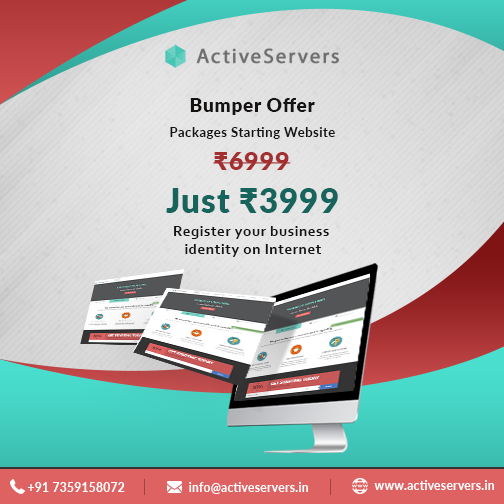 ActiveServers
Bumper Offer
Packages Starting Website
₹6999
Just ₹3999
Register your business
identity on Internet
+91 7359158072
info@activeservers.in
www.activeservers.in